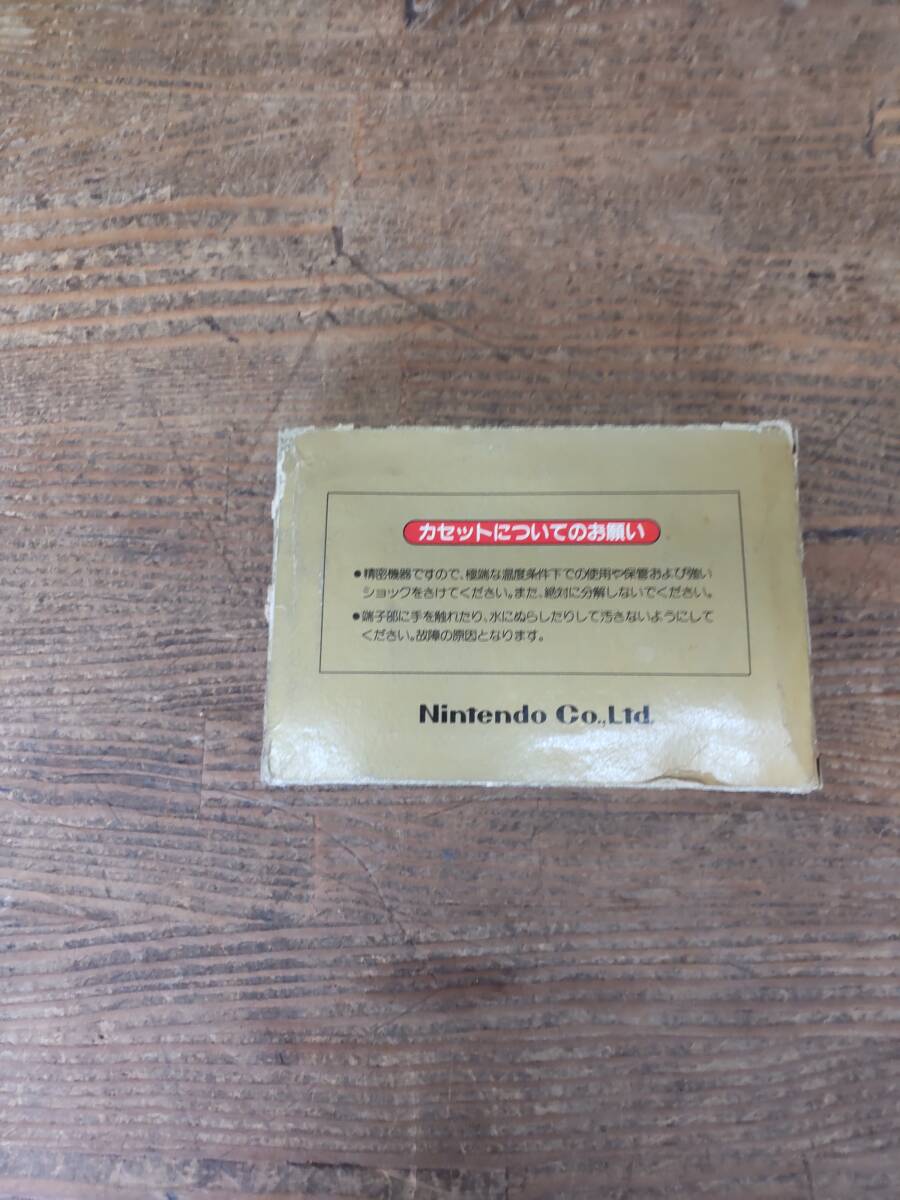 カセットについてのお願い
●精密機器ですので、極端な温度条件下での使用や保管および強い
ショックをさけてください。また、絶対に分解しないでください。
●端子部に手を触れたり、水にぬらしたりして汚さないようにして
ください。故障の原因となります。
Nintendo Co.,Ltd.